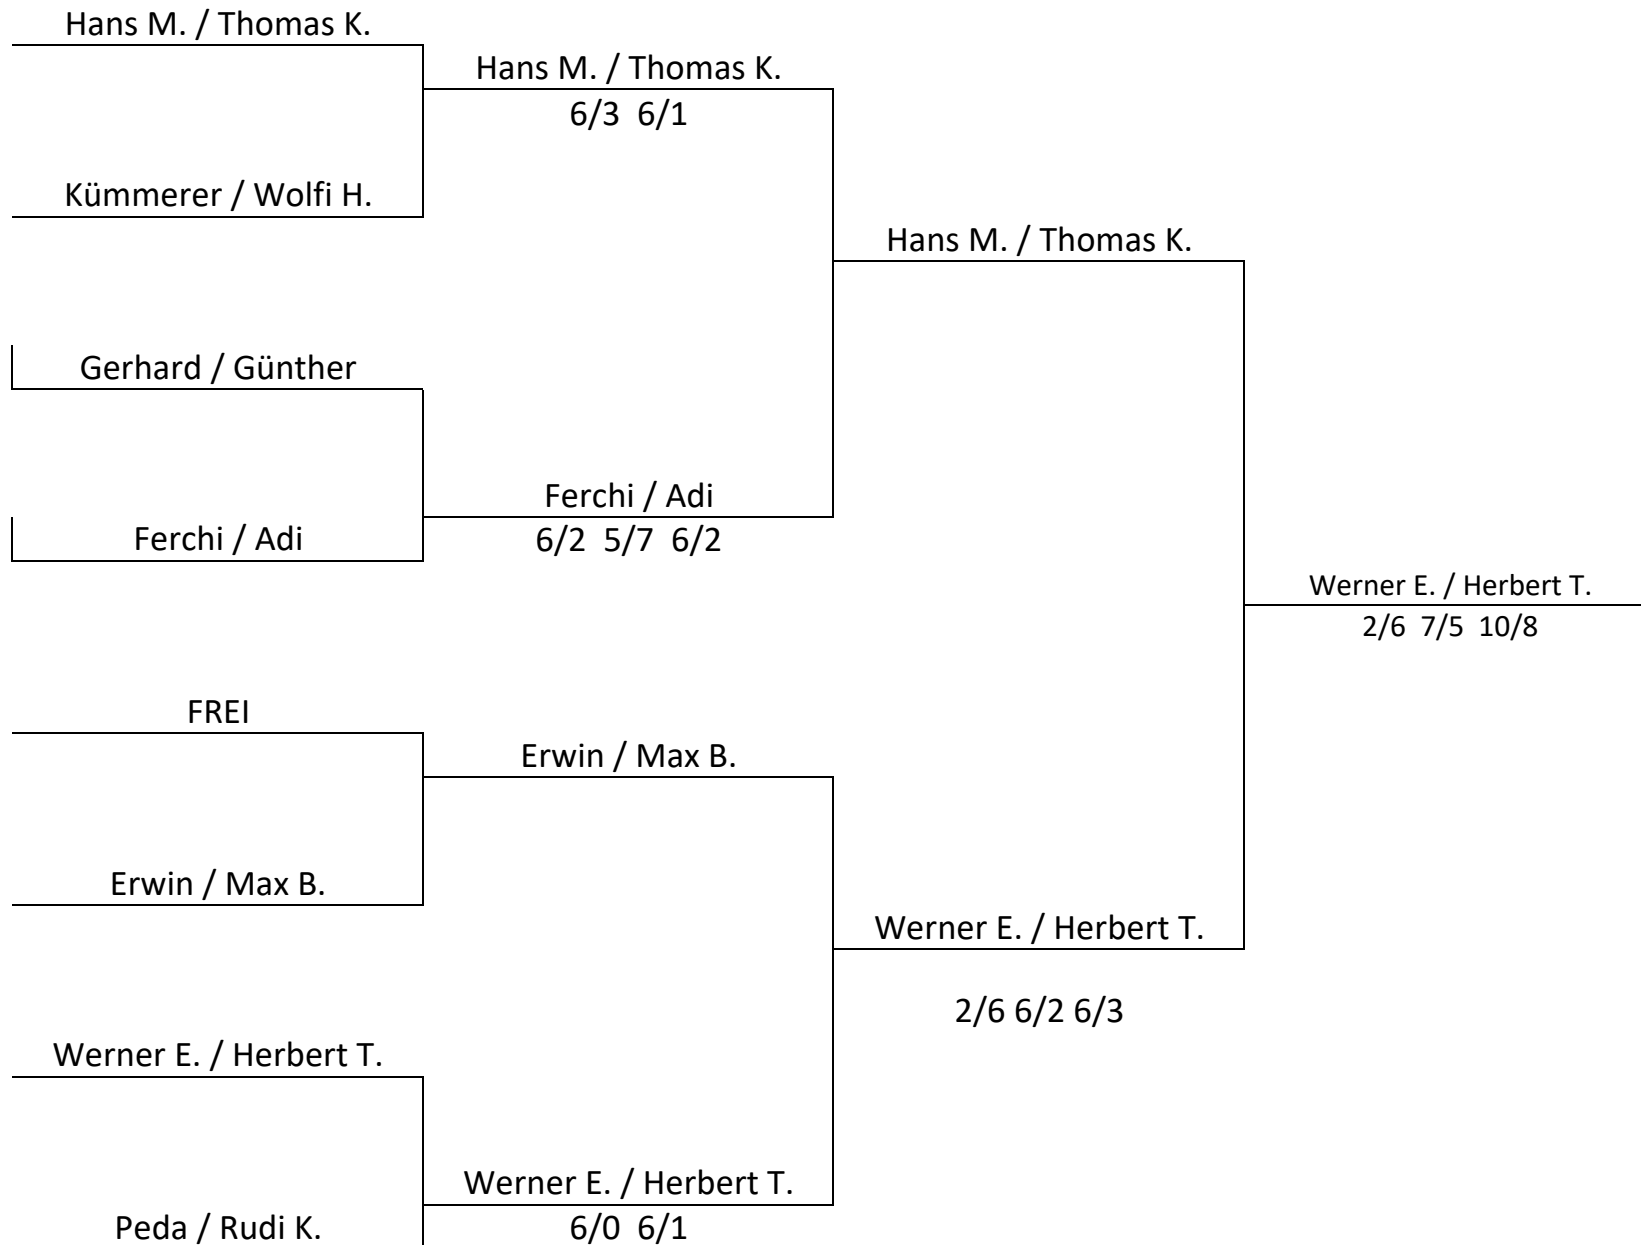 Hans M. / Thomas K.
Hans M. / Thomas K.
6/3  6/1
Kümmerer / Wolfi H.
Hans M. / Thomas K.
Gerhard / Günther
Ferchi / Adi
Ferchi / Adi
6/2  5/7  6/2
Werner E. / Herbert T.
2/6  7/5  10/8
FREI
Erwin / Max B.
Erwin / Max B.
Werner E. / Herbert T.
2/6 6/2 6/3
Werner E. / Herbert T.
Werner E. / Herbert T.
6/0  6/1
Peda / Rudi K.